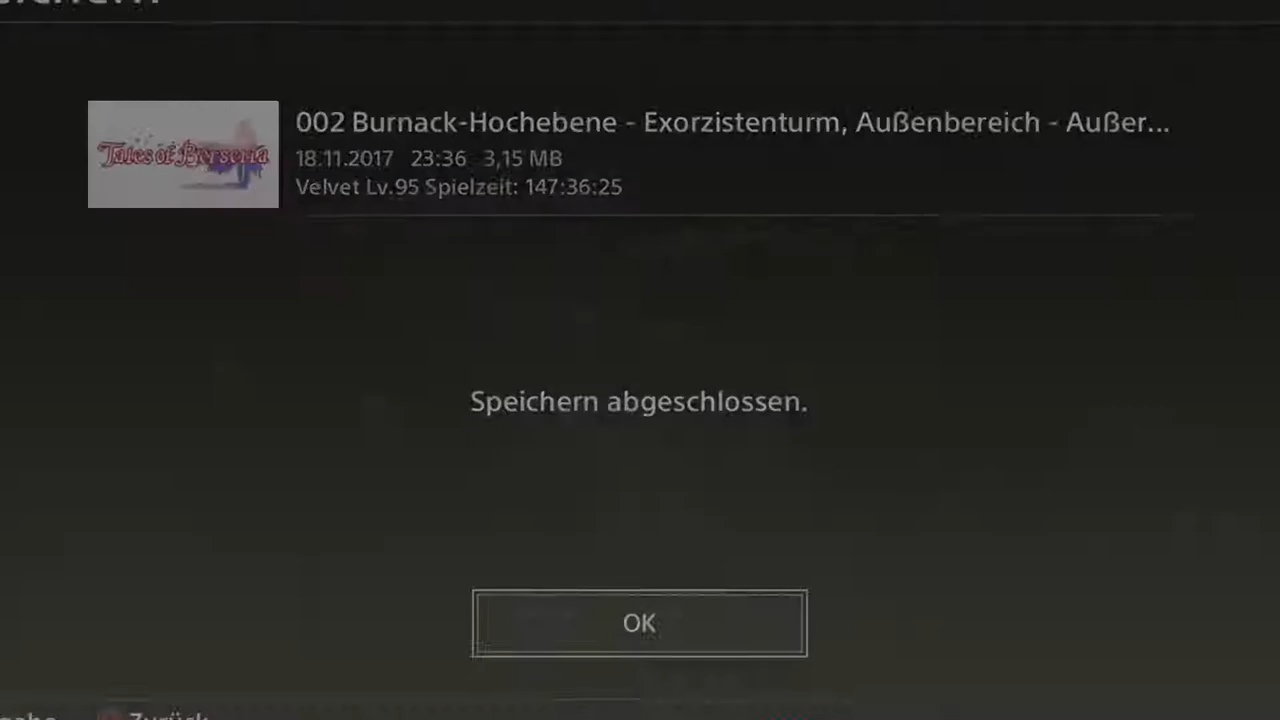 Tales of Berseria
002 Burnack-Hochebene - Exorzistenturm, Außenbereich - Außer...
18.11.2017 23:36 3,15 MB
Velvet Lv.95 Spielzeit: 147:36:25
Speichern abgeschlossen.
OK
Zurück